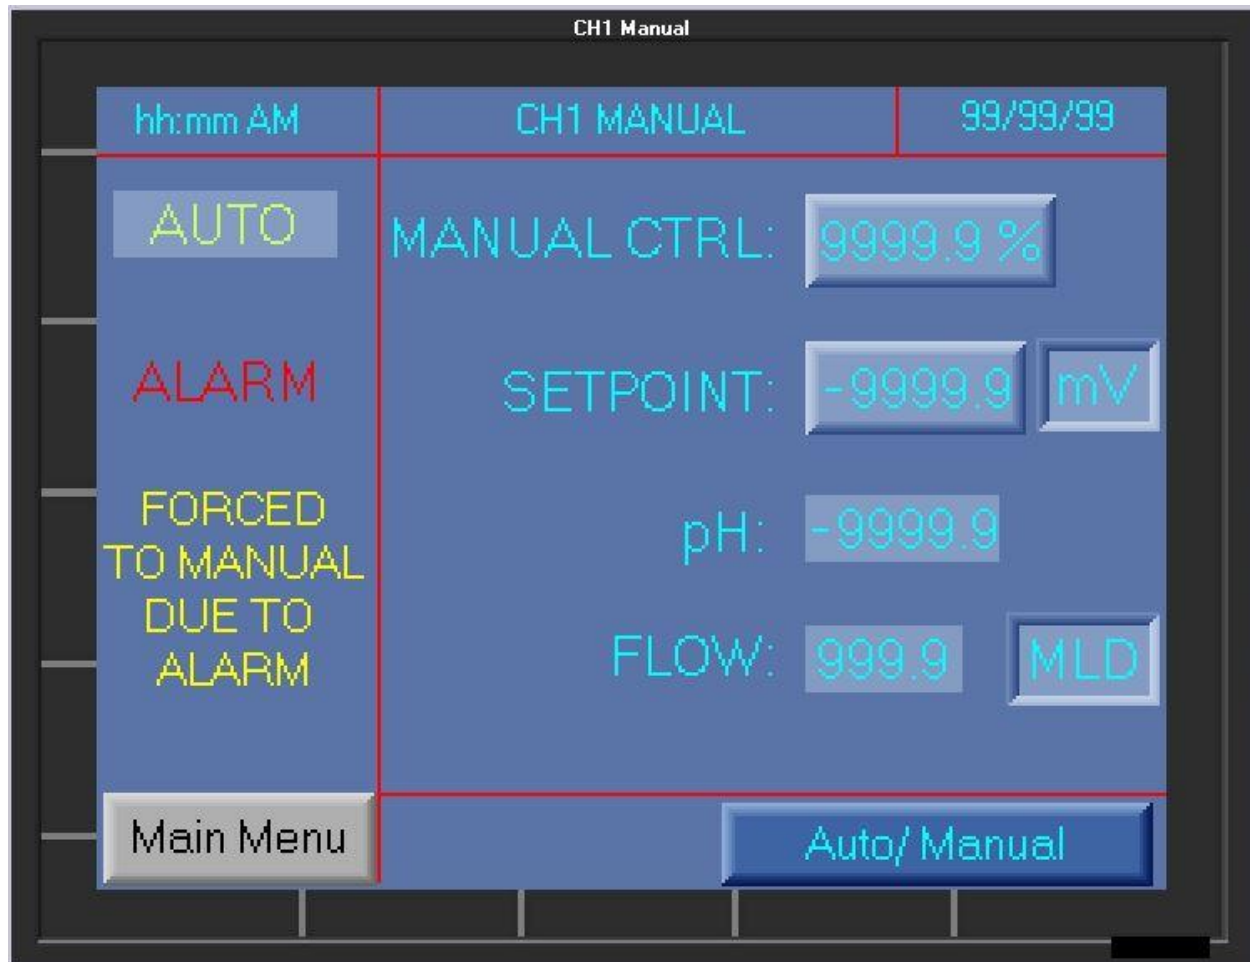 CH1 Manual
hh:mm AM CH1 MANUAL 99/99/99
AUTO
MANUAL CTRL: 9999.9 %
ALARM
SETPOINT: -9999.9 mV
FORCED
TO MANUAL
DUE TO
ALARM
pH: -9999.9
FLOW: 999.9 MLD
Main Menu
Auto/ Manual